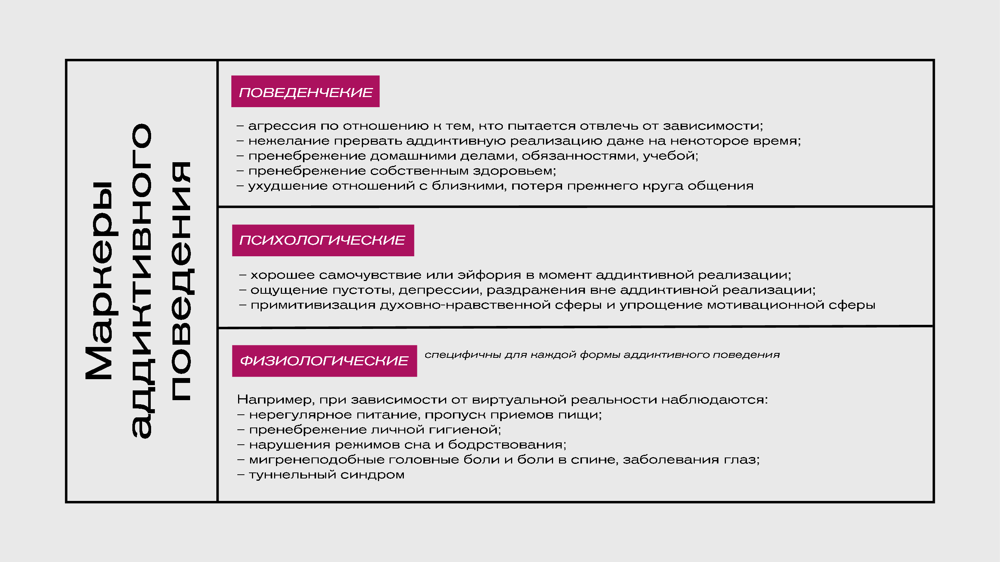 Маркеры
аддиктивного
поведения
ПОВЕДЕНЧЕКИЕ
– агрессия по отношению к тем, кто пытается отвлечь от зависимости;
– нежелание прервать аддиктивную реализацию даже на некоторое время;
– пренебрежение домашними делами, обязанностями, учебой;
– пренебрежение собственным здоровьем;
– ухудшение отношений с близкими, потеря прежнего круга общения
ПСИХОЛОГИЧЕСКИЕ
– хорошее самочувствие или эйфория в момент аддиктивной реализации;
– ощущение пустоты, депрессии, раздражения вне аддиктивной реализации;
– примитивизация духовно-нравственной сферы и упрощение мотивационной сферы
ФИЗИОЛОГИЧЕСКИЕ
специфичны для каждой формы аддиктивного поведения
Например, при зависимости от виртуальной реальности наблюдаются:
– нерегулярное питание, пропуск приемов пищи;
– пренебрежение личной гигиеной;
– нарушения режимов сна и бодрствования;
– мигренеподобные головные боли и боли в спине, заболевания глаз;
– туннельный синдром